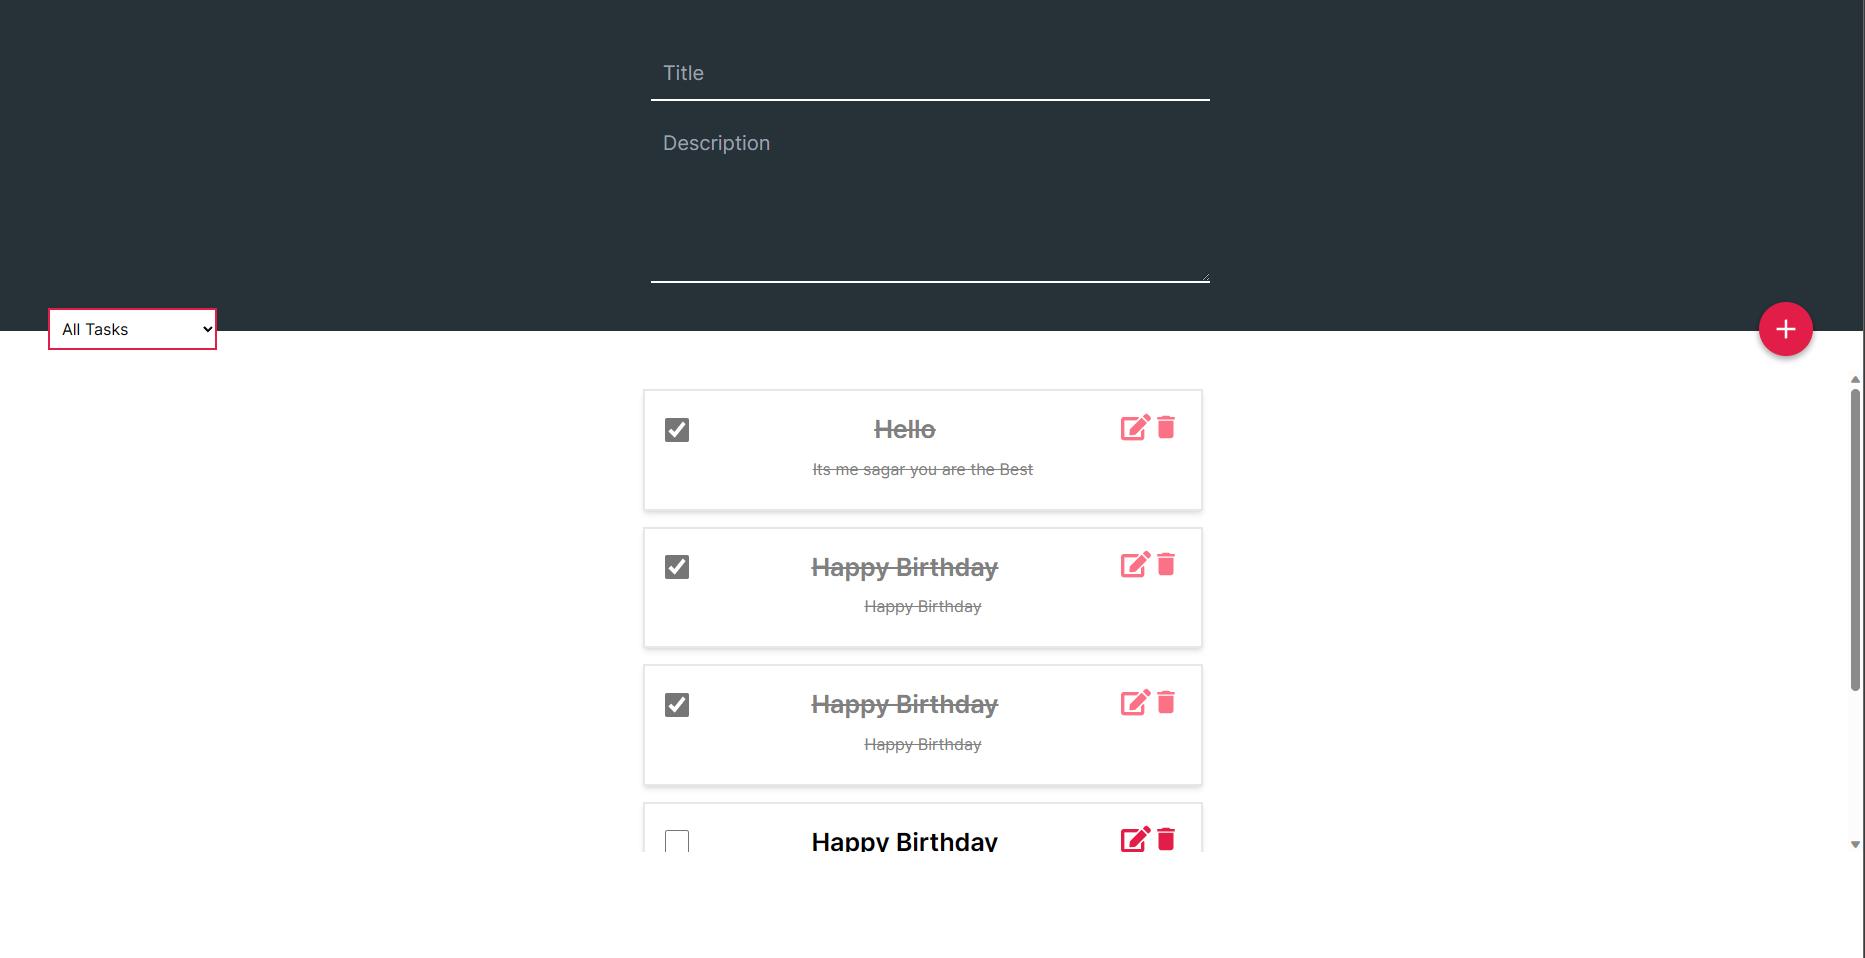 Title
Description
All Tasks
Hello
Its me sagar you are the Best
Happy Birthday
Happy Birthday
Happy Birthday
Happy Birthday
Happy Birthday